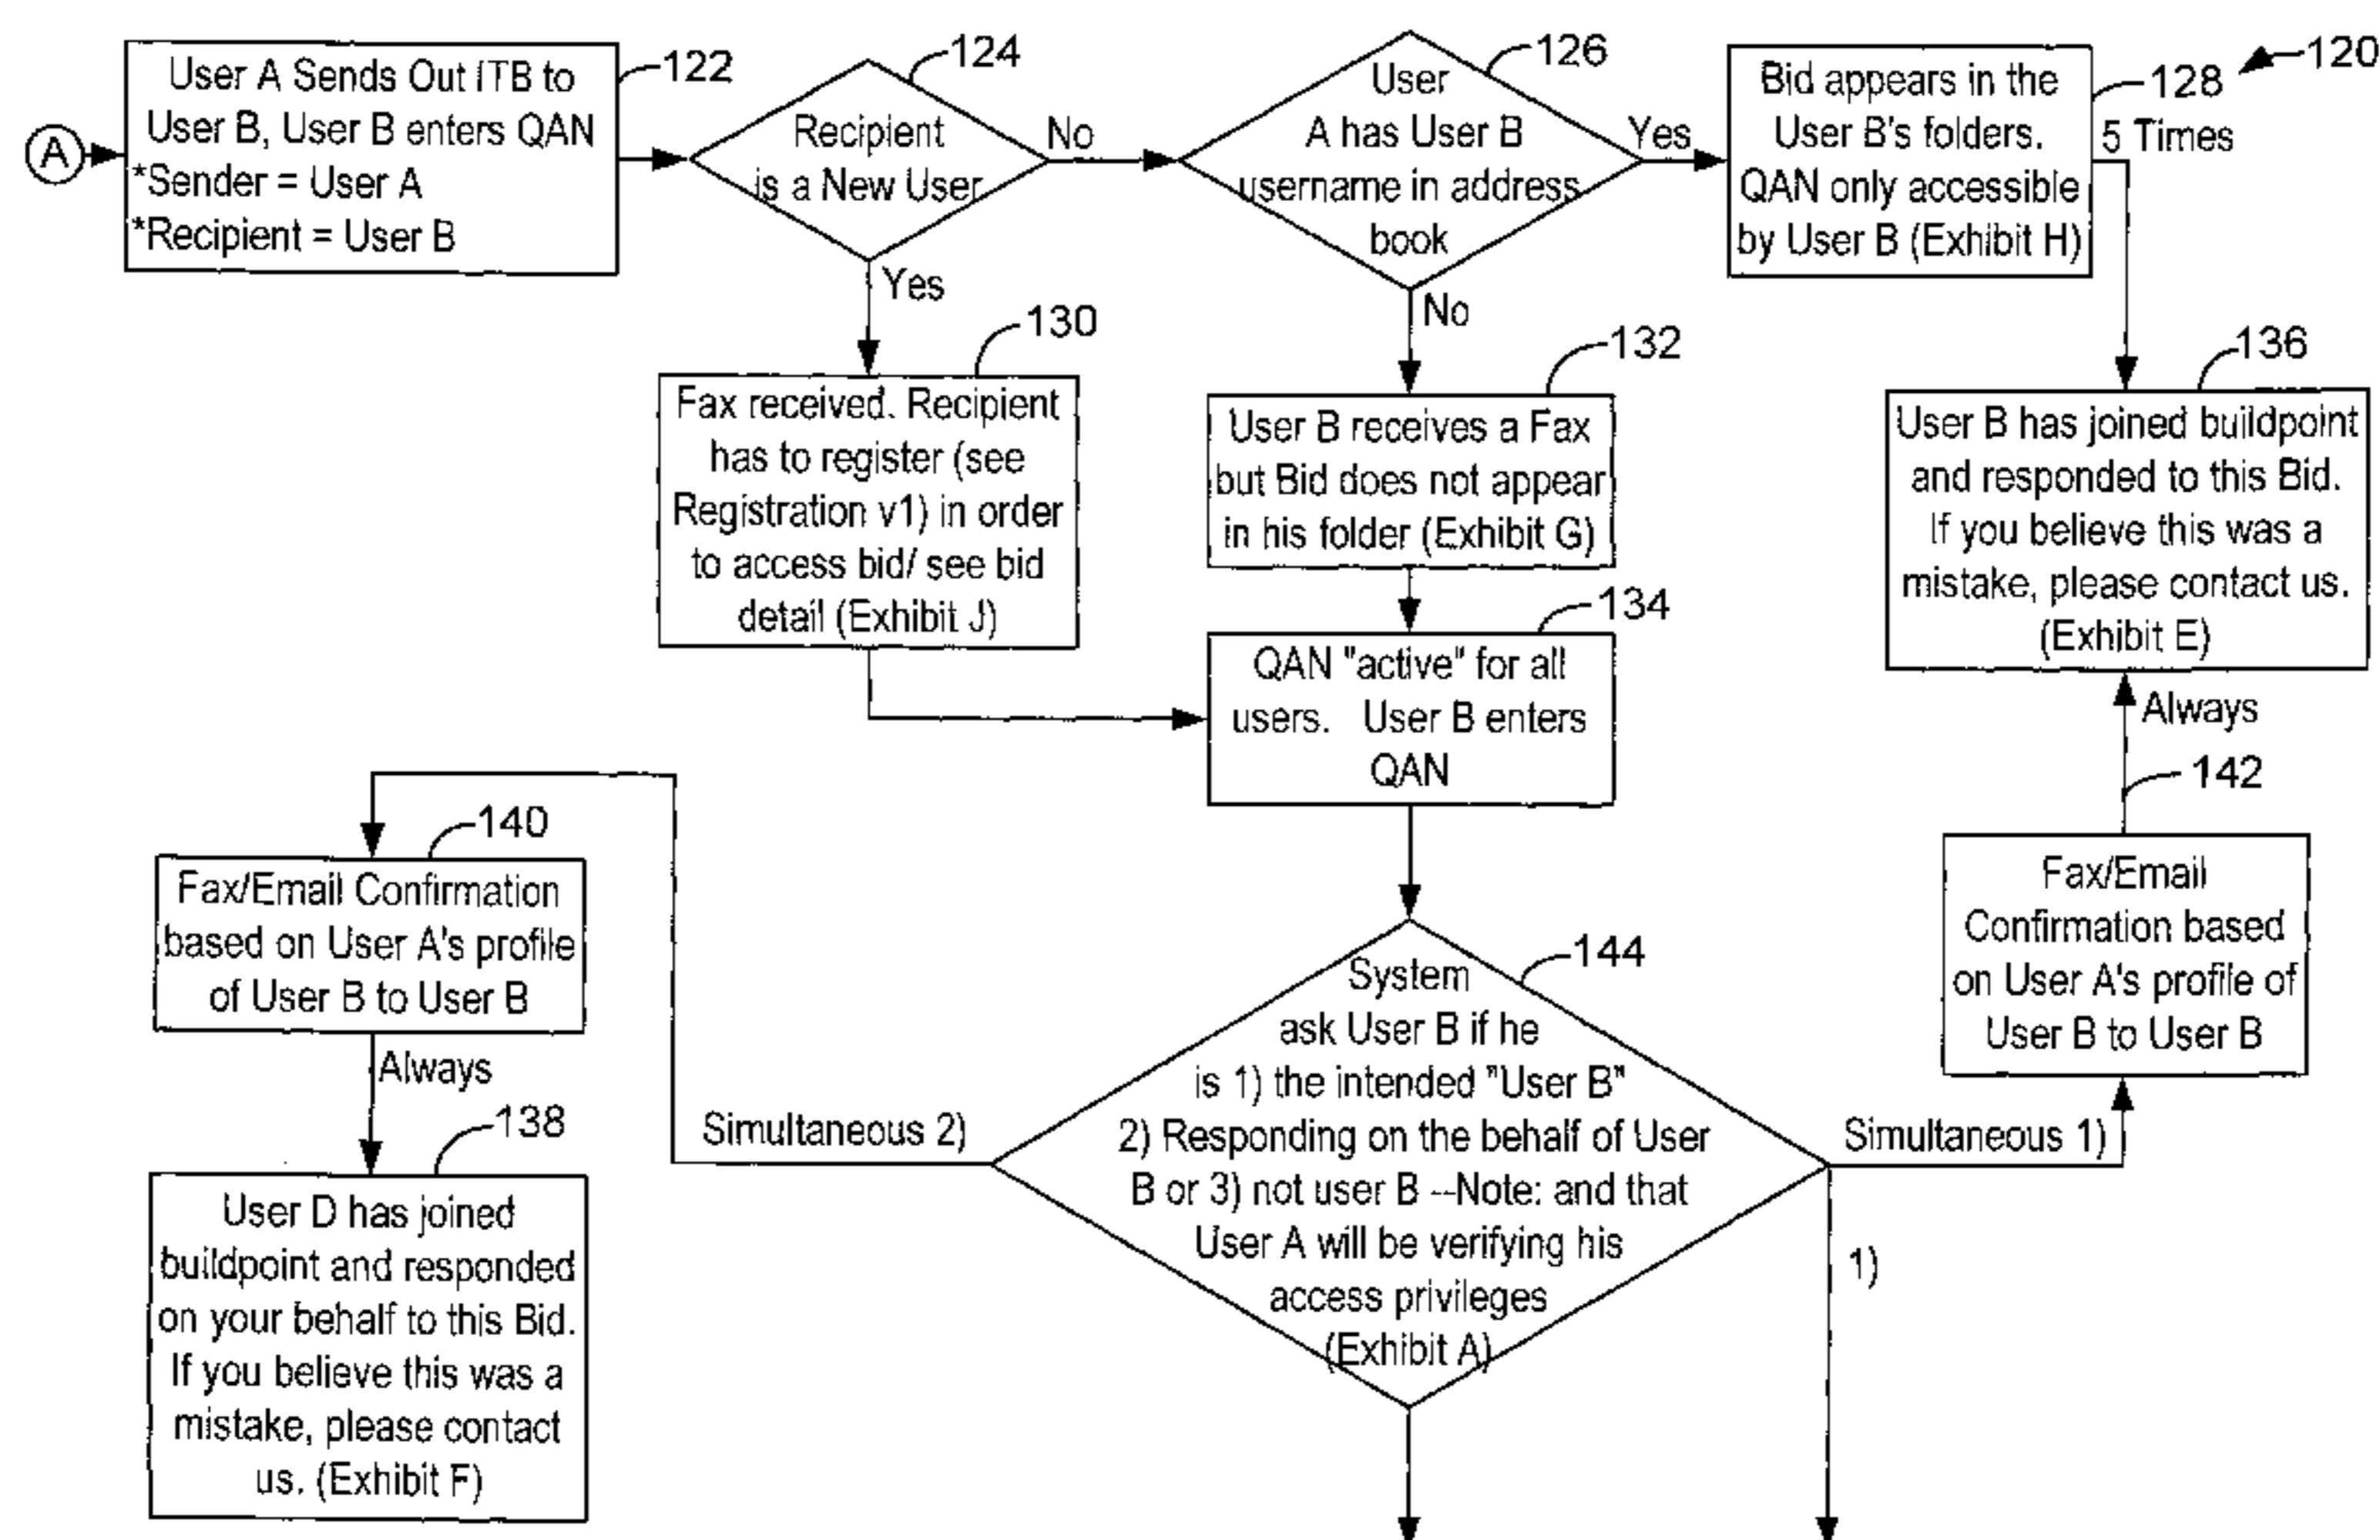 A
User A Sends Out ITB to
User B, User B enters QAN
*Sender = User A
*Recipient = User B
122
Recipient
is a New User
124
No
Yes
User
A has User B
username in address
book
126
Yes
No
Bid appears in the
User B's folders.
QAN only accessible
by User B (Exhibit H)
128
5 Times
120
Fax received. Recipient
has to register (see
Registration v1) in order
to access bid/ see bid
detail (Exhibit J)
130
User B receives a Fax
but Bid does not appear
in his folder (Exhibit G)
132
User B has joined buildpoint
and responded to this Bid.
If you believe this was a
mistake, please contact us.
(Exhibit E)
136
QAN "active" for all
users. User B enters
QAN
134
Always
142
Fax/Email
Confirmation based
on User A's profile of
User B to User B
Fax/Email Confirmation
based on User A's profile
of User B to User B
140
Always
User D has joined
buildpoint and responded
on your behalf to this Bid.
If you believe this was a
mistake, please contact
us. (Exhibit F)
138
System
ask User B if he
is 1) the intended "User B"
2) Responding on the behalf of User
B or 3) not user B --Note: and that
User A will be verifying his
access privileges
(Exhibit A)
144
Simultaneous 2)
Simultaneous 1)
1)